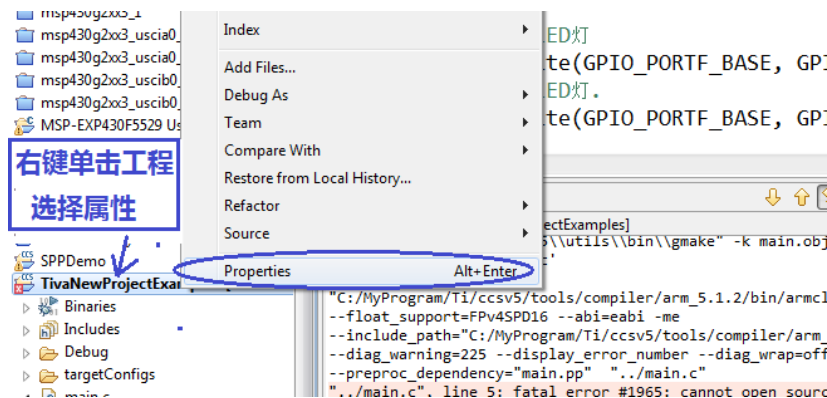 msp430g2xx3_1
msp430g2xx3_uscia0_
msp430g2xx3_uscia0_
msp430g2xx3_uscib0_
msp430g2xx3_uscib0_
MSP-EXP430F5529 Us
右键单击工程
选择属性
SPPDemo
TivaNewProjectExa
Binaries
Includes
Debug
targetConfigs
main.c
Index
Add Files...
Debug As
Team
Compare With
Restore from Local History...
Refactor
Source
Properties Alt+Enter
ED灯
te(GPIO_PORTF_BASE, GPI
ED灯.
te(GPIO_PORTF_BASE, GPI
ectExamples]
\\utils\\bin\\gmake" -k main.obj
"C:/MyProgram/Ti/ccsv5/tools/compiler/arm_5.1.2/bin/armcl
--float_support=FPv4SPD16 --abi=eabi -me
--include_path="C:/MyProgram/Ti/ccsv5/tools/compiler/arm_
--diag_warning=225 --display_error_number --diag_wrap=off
--preproc_dependency="main.pp" "../main.c"
"../main.c", line 5: fatal error #1965: cannot open sourc